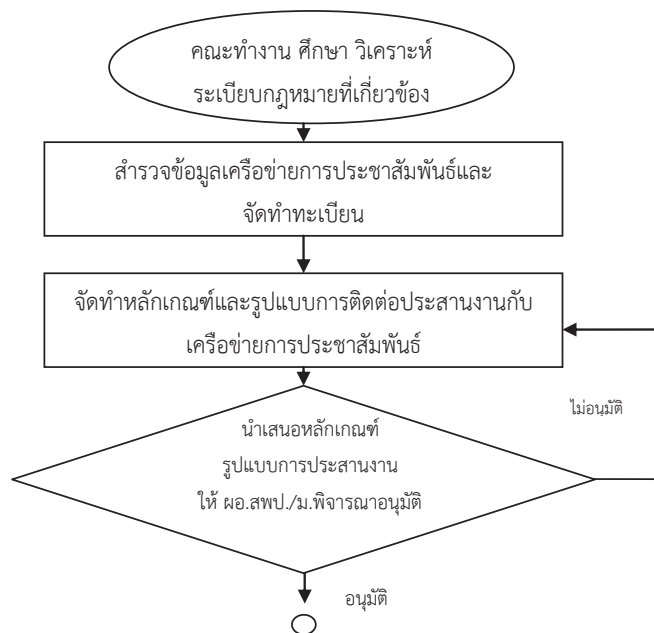 คณะทำงาน ศึกษา วิเคราะห์
ระเบียบกฎหมายที่เกี่ยวข้อง
สำรวจข้อมูลเครือข่ายการประชาสัมพันธ์และ
จัดทำทะเบียน
จัดทำหลักเกณฑ์และรูปแบบการติดต่อประสานงานกับ
เครือข่ายการประชาสัมพันธ์
ไม่อนุมัติ
นำเสนอหลักเกณฑ์
รูปแบบการประสานงาน
ให้ ผอ.สพป./ม.พิจารณาอนุมัติ
อนุมัติ